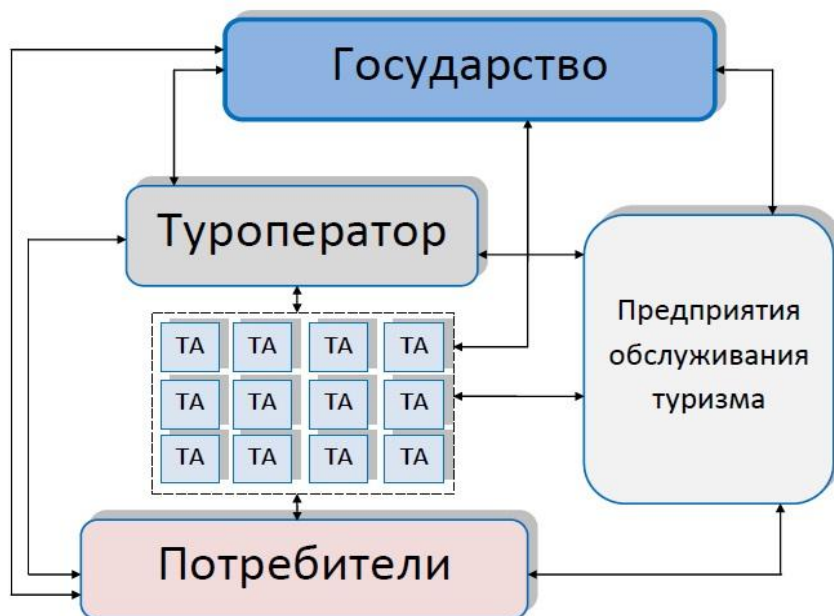 Государство
Туроператор
Предприятия
обслуживания
туризма
ТА ТА ТА ТА
ТА ТА ТА ТА
ТА ТА ТА ТА
Потребители